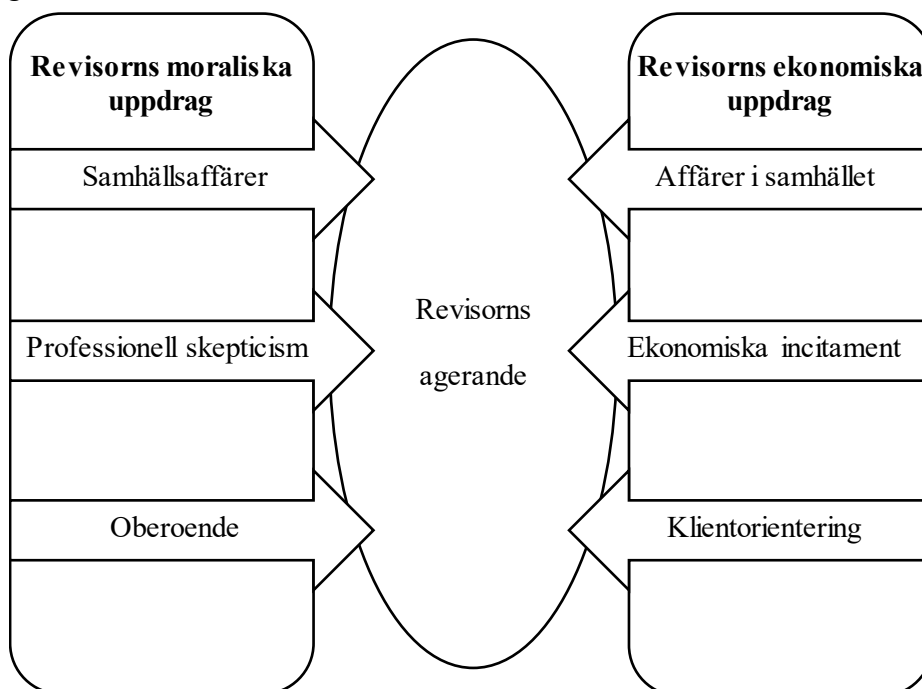 Revisorns moraliska
uppdrag
Samhällsaffärer
Professionell skepticism
Oberoende
Revisorns
agerande
Revisorns ekonomiska
uppdrag
Affärer i samhället
Ekonomiska incitament
Klientorientering